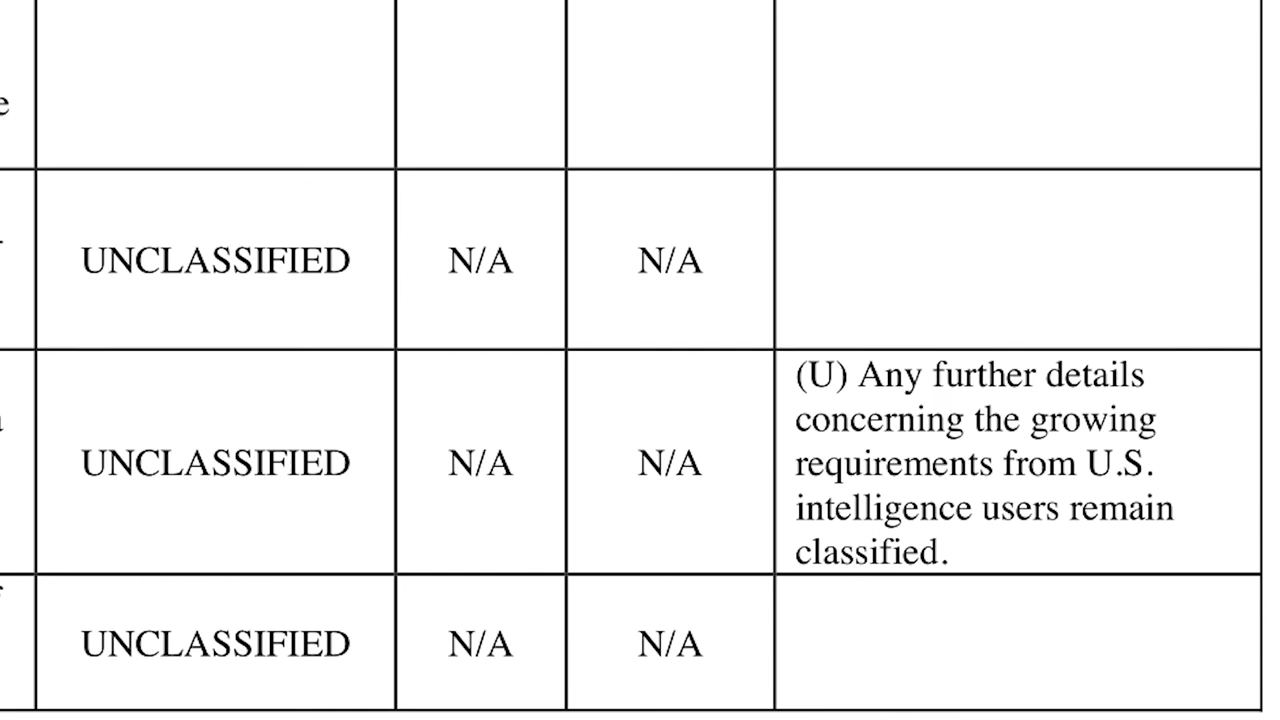 UNCLASSIFIED N/A N/A
(U) Any further details
concerning the growing
requirements from U.S.
UNCLASSIFIED N/A N/A
intelligence users remain
classified.
UNCLASSIFIED N/A N/A